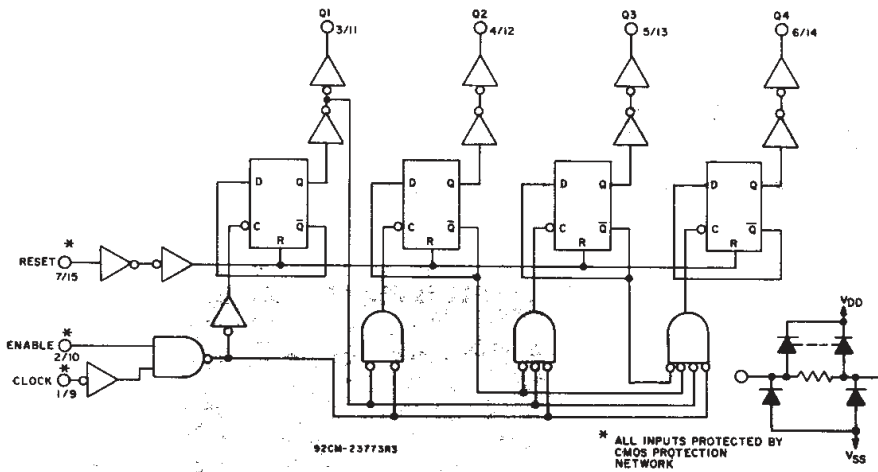 Q1
3/11
Q2
4/12
Q3
5/13
Q4
6/14
D Q
C Q̅
R
D Q
C Q̅
R
D Q
C Q̅
R
D Q
C Q̅
R
*
RESET
7/15
*
ENABLE
2/10
*
CLOCK
1/9
VDD
VSS
92CM-23773R3
* ALL INPUTS PROTECTED BY
CMOS PROTECTION
NETWORK